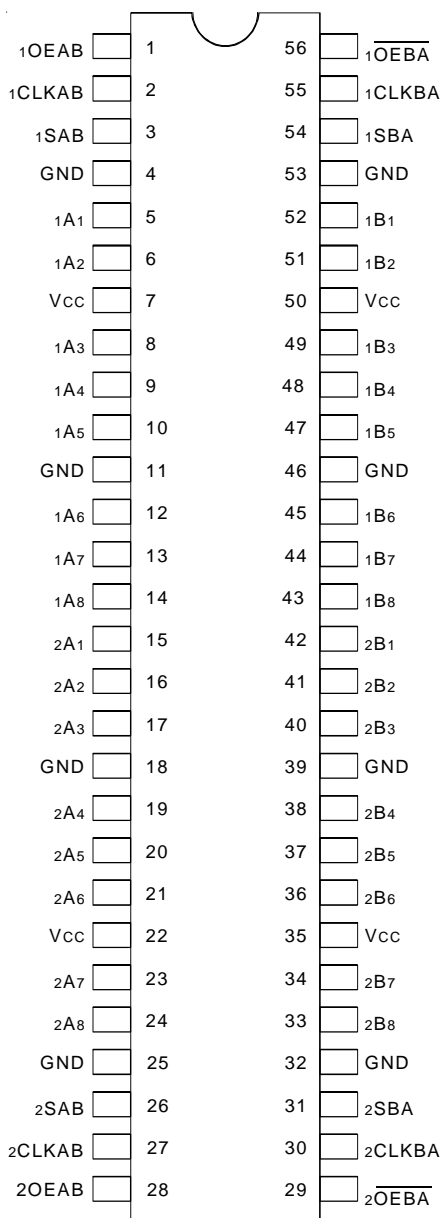 1OEAB 1 56 1OEBA
1CLKAB 2 55 1CLKBA
1SAB 3 54 1SBA
GND 4 53 GND
1A1 5 52 1B1
1A2 6 51 1B2
VCC 7 50 VCC
1A3 8 49 1B3
1A4 9 48 1B4
1A5 10 47 1B5
GND 11 46 GND
1A6 12 45 1B6
1A7 13 44 1B7
1A8 14 43 1B8
2A1 15 42 2B1
2A2 16 41 2B2
2A3 17 40 2B3
GND 18 39 GND
2A4 19 38 2B4
2A5 20 37 2B5
2A6 21 36 2B6
VCC 22 35 VCC
2A7 23 34 2B7
2A8 24 33 2B8
GND 25 32 GND
2SAB 26 31 2SBA
2CLKAB 27 30 2CLKBA
2OEAB 28 29 2OEBA